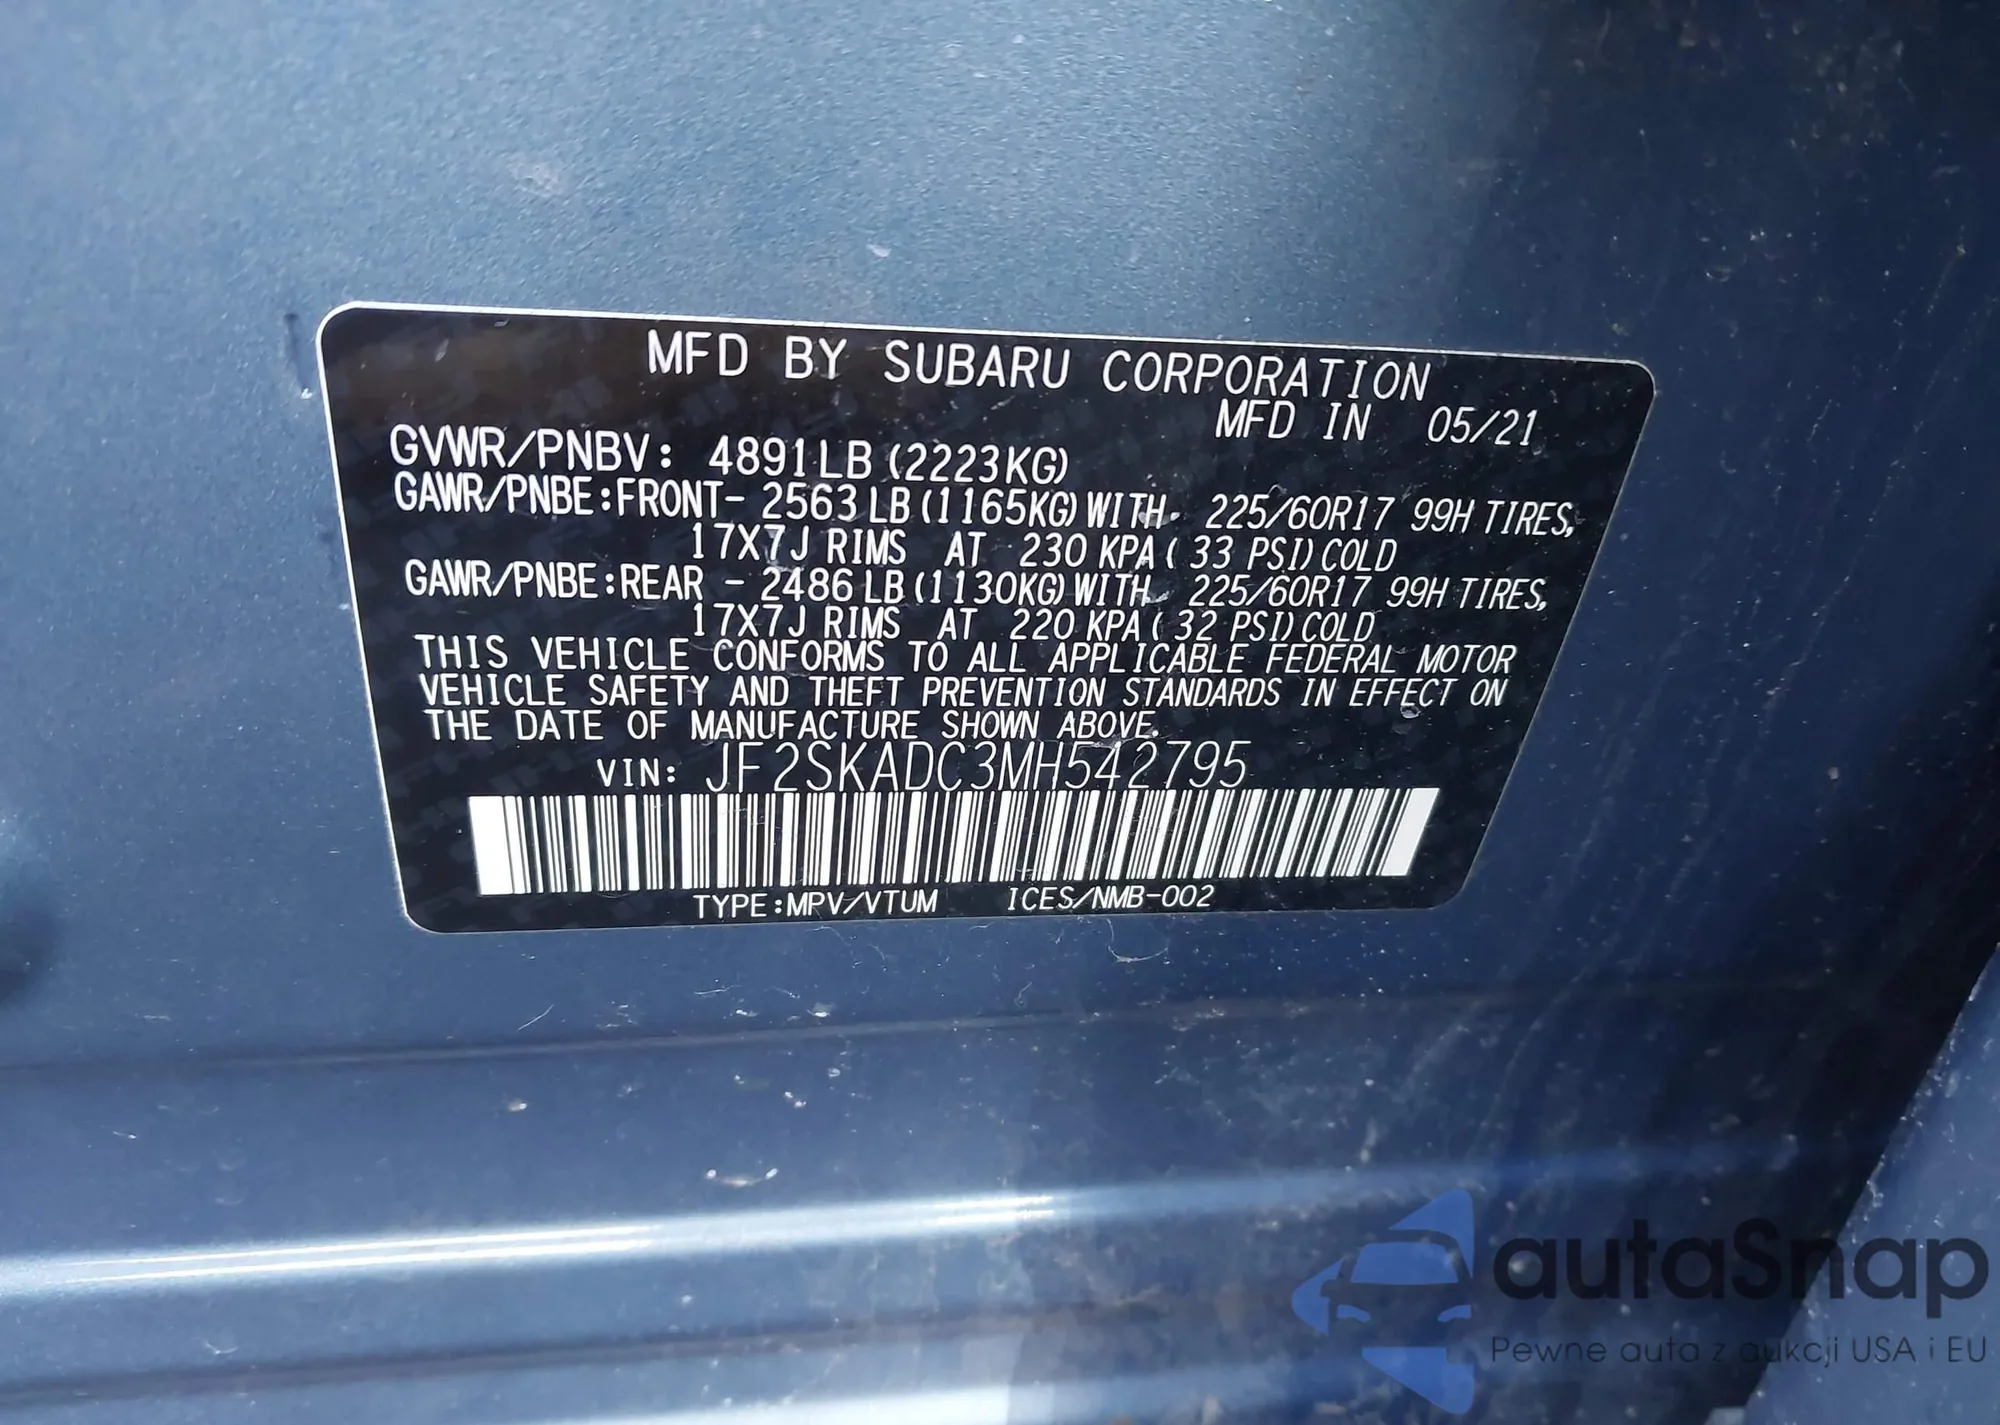 MFD BY SUBARU CORPORATION
MFD IN 05/21
GVWR/PNBV: 4891LB (2223KG)
GAWR/PNBE:FRONT- 2563 LB (1165KG) WITH 225/60R17 99H TIRES,
17X7J RIMS AT 230 KPA ( 33 PSI) COLD
GAWR/PNBE:REAR - 2486 LB (1130KG) WITH 225/60R17 99H TIRES,
17X7J RIMS AT 220 KPA ( 32 PSI) COLD
THIS VEHICLE CONFORMS TO ALL APPLICABLE FEDERAL MOTOR
VEHICLE SAFETY AND THEFT PREVENTION STANDARDS IN EFFECT ON
THE DATE OF MANUFACTURE SHOWN ABOVE.
VIN: JF2SKADC3MH542795
TYPE:MPV/VTUM ICES/NMB-002
autaSnap
Pewne auta z aukcji USA i EU